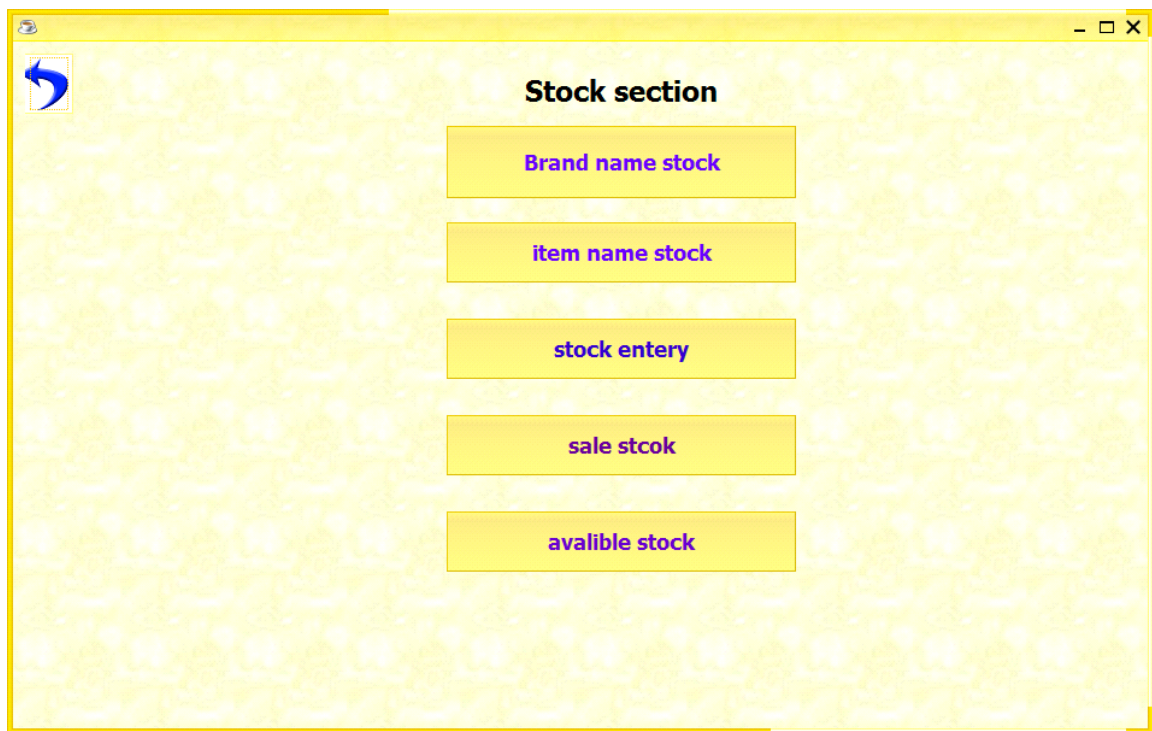 Stock section
Brand name stock
item name stock
stock entery
sale stcok
avalible stock